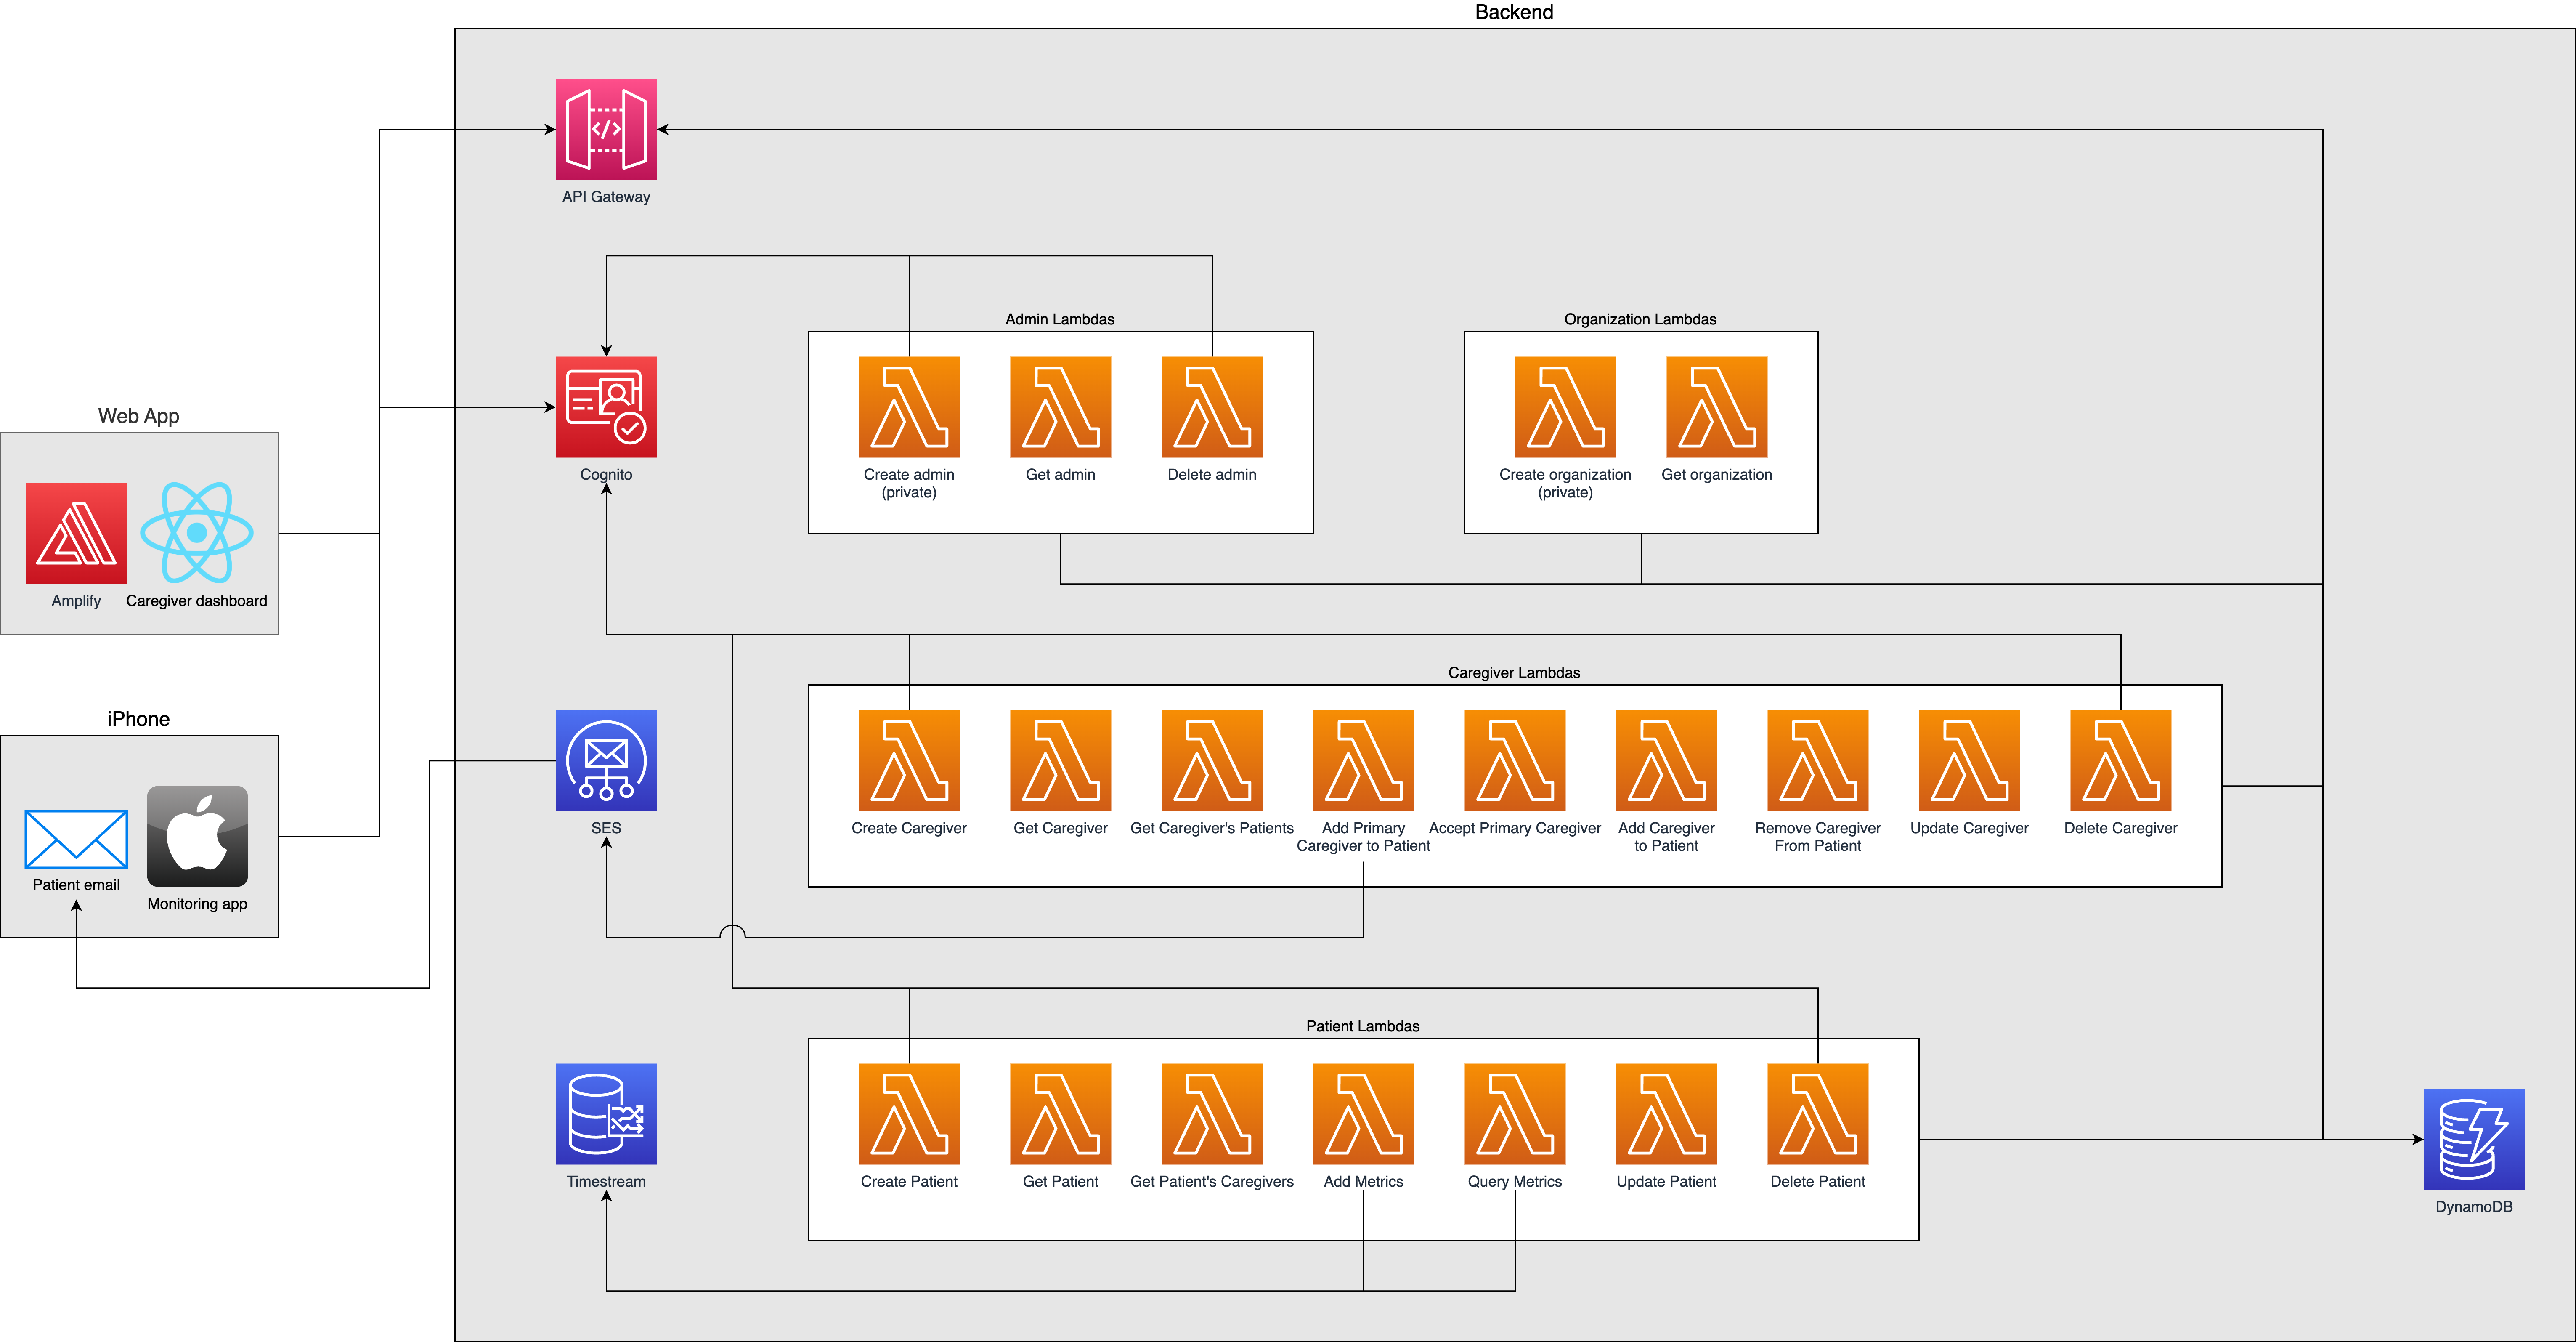 Backend
API Gateway
Admin Lambdas
Organization Lambdas
Web App
Cognito
Create admin
(private)
Get admin
Delete admin
Create organization
(private)
Get organization
Amplify
Caregiver dashboard
Caregiver Lambdas
iPhone
SES
Create Caregiver
Get Caregiver
Get Caregiver's Patients
Add Primary
Caregiver to Patient
Accept Primary Caregiver
Add Caregiver
to Patient
Remove Caregiver
From Patient
Update Caregiver
Delete Caregiver
Patient email
Monitoring app
Patient Lambdas
Timestream
Create Patient
Get Patient
Get Patient's Caregivers
Add Metrics
Query Metrics
Update Patient
Delete Patient
DynamoDB